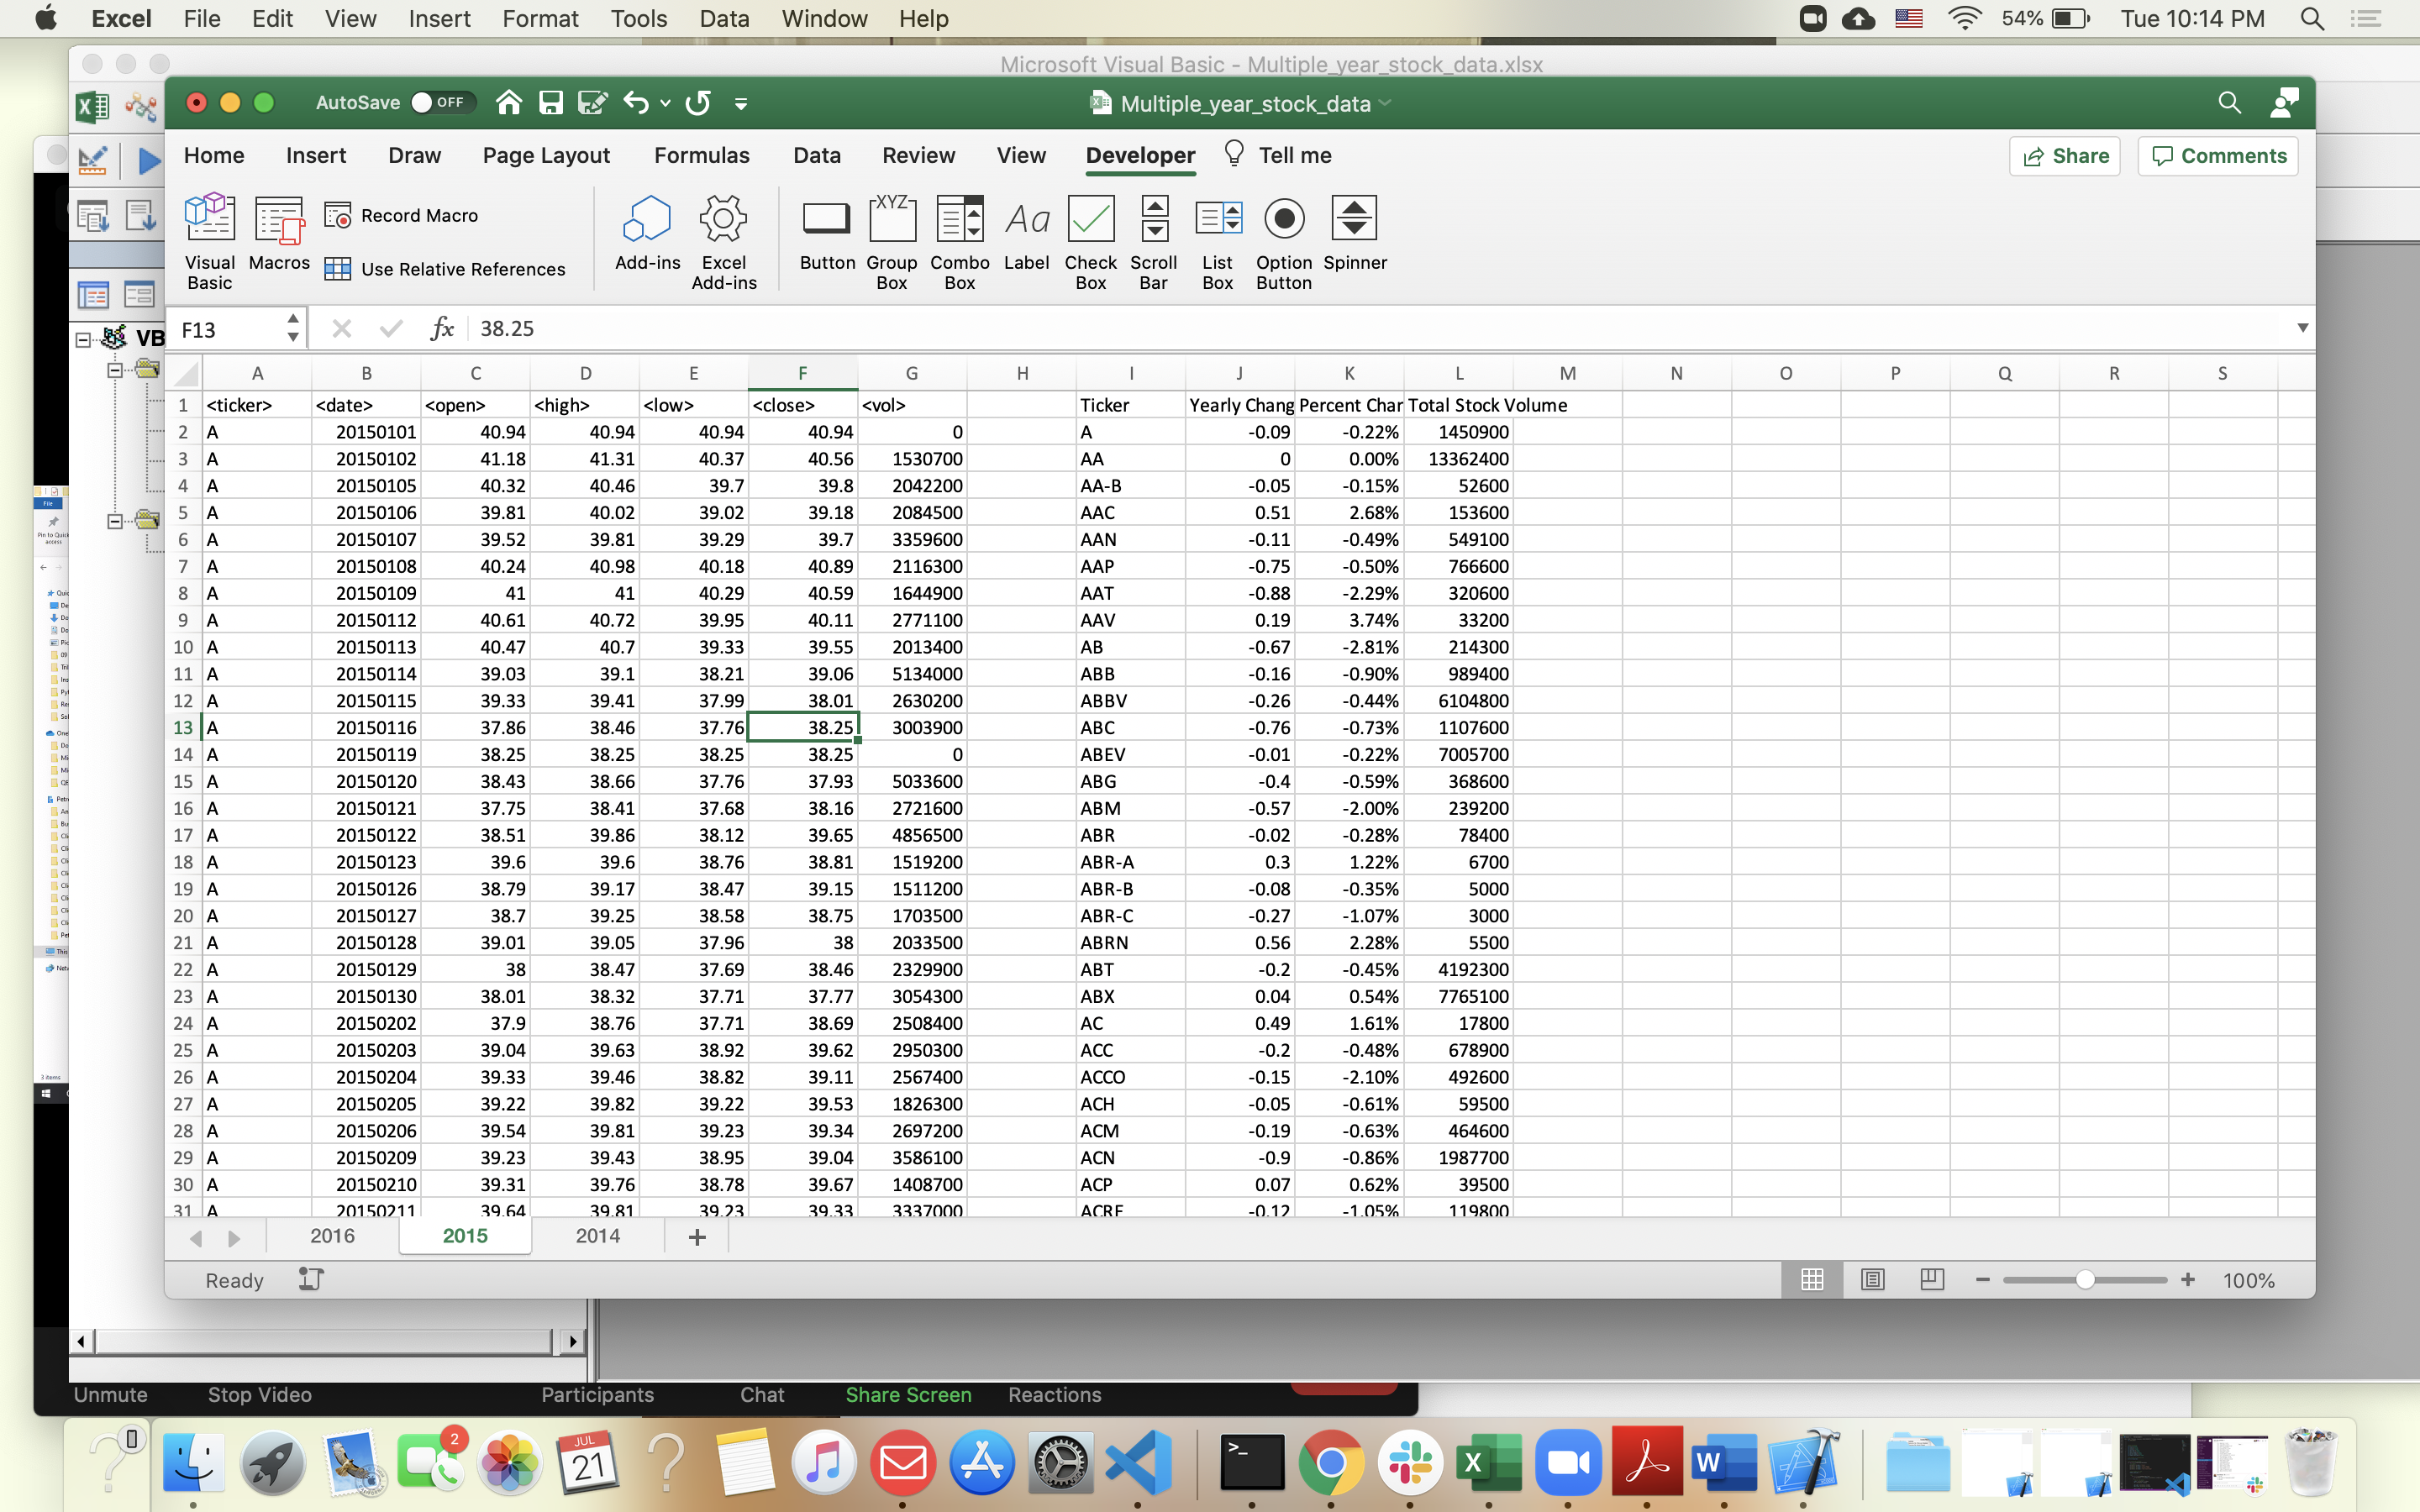 Excel File Edit View Insert Format Tools Data Window Help 54% Tue 10:14 PM
Microsoft Visual Basic - Multiple_year_stock_data.xlsx
AutoSave OFF Multiple_year_stock_data
Home Insert Draw Page Layout Formulas Data Review View Developer Tell me Share Comments
Visual Basic Macros Record Macro Use Relative References Add-ins Excel Add-ins Button Group Box Combo Box Label Check Box Scroll Bar List Box Option Button Spinner
XYZ Aa
VB
F13 fx 38.25
A B C D E F G H I J K L M N O P Q R S
1 <ticker> <date> <open> <high> <low> <close> <vol> Ticker Yearly Chang Percent Char Total Stock Volume
2 A 20150101 40.94 40.94 40.94 40.94 0 A -0.09 -0.22% 1450900
3 A 20150102 41.18 41.31 40.37 40.56 1530700 AA 0 0.00% 13362400
4 A 20150105 40.32 40.46 39.7 39.8 2042200 AA-B -0.05 -0.15% 52600
5 A 20150106 39.81 40.02 39.02 39.18 2084500 AAC 0.51 2.68% 153600
6 A 20150107 39.52 39.81 39.29 39.7 3359600 AAN -0.11 -0.49% 549100
7 A 20150108 40.24 40.98 40.18 40.89 2116300 AAP -0.75 -0.50% 766600
8 A 20150109 41 41 40.29 40.59 1644900 AAT -0.88 -2.29% 320600
9 A 20150112 40.61 40.72 39.95 40.11 2771100 AAV 0.19 3.74% 33200
10 A 20150113 40.47 40.7 39.33 39.55 2013400 AB -0.67 -2.81% 214300
11 A 20150114 39.03 39.1 38.21 39.06 5134000 ABB -0.16 -0.90% 989400
12 A 20150115 39.33 39.41 37.99 38.01 2630200 ABBV -0.26 -0.44% 6104800
13 A 20150116 37.86 38.46 37.76 38.25 3003900 ABC -0.76 -0.73% 1107600
14 A 20150119 38.25 38.25 38.25 38.25 0 ABEV -0.01 -0.22% 7005700
15 A 20150120 38.43 38.66 37.76 37.93 5033600 ABG -0.4 -0.59% 368600
16 A 20150121 37.75 38.41 37.68 38.16 2721600 ABM -0.57 -2.00% 239200
17 A 20150122 38.51 39.86 38.12 39.65 4856500 ABR -0.02 -0.28% 78400
18 A 20150123 39.6 39.6 38.76 38.81 1519200 ABR-A 0.3 1.22% 6700
19 A 20150126 38.79 39.17 38.47 39.15 1511200 ABR-B -0.08 -0.35% 5000
20 A 20150127 38.7 39.25 38.58 38.75 1703500 ABR-C -0.27 -1.07% 3000
21 A 20150128 39.01 39.05 37.96 38 2033500 ABRN 0.56 2.28% 5500
22 A 20150129 38 38.47 37.69 38.46 2329900 ABT -0.2 -0.45% 4192300
23 A 20150130 38.01 38.32 37.71 37.77 3054300 ABX 0.04 0.54% 7765100
24 A 20150202 37.9 38.76 37.71 38.69 2508400 AC 0.49 1.61% 17800
25 A 20150203 39.04 39.63 38.92 39.62 2950300 ACC -0.2 -0.48% 678900
26 A 20150204 39.33 39.46 38.82 39.11 2567400 ACCO -0.15 -2.10% 492600
27 A 20150205 39.22 39.82 39.22 39.53 1826300 ACH -0.05 -0.61% 59500
28 A 20150206 39.54 39.81 39.23 39.34 2697200 ACM -0.19 -0.63% 464600
29 A 20150209 39.23 39.43 38.95 39.04 3586100 ACN -0.9 -0.86% 1987700
30 A 20150210 39.31 39.76 38.78 39.67 1408700 ACP 0.07 0.62% 39500
31 A 20150211 39.64 39.81 39.23 39.33 3337000 ACRE -0.12 -1.05% 119800
2016 2015 2014
Ready 100%
Unmute Stop Video Participants Chat Share Screen Reactions
2 JUL 21